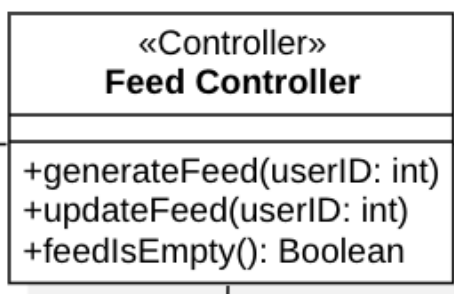 «Controller»
Feed Controller
+generateFeed(userID: int)
+updateFeed(userID: int)
+feedIsEmpty(): Boolean